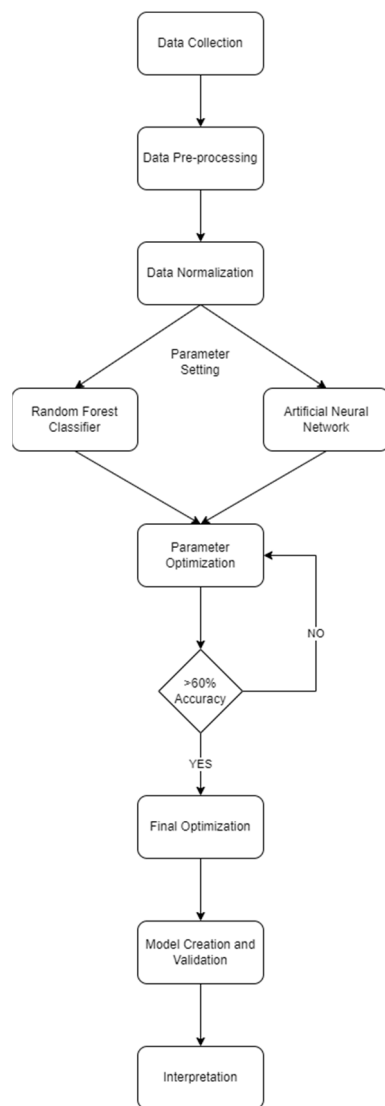 Data Collection
Data Pre-processing
Data Normalization
Parameter
Setting
Random Forest
Classifier
Artificial Neural
Network
Parameter
Optimization
NO
>60%
Accuracy
YES
Final Optimization
Model Creation and
Validation
Interpretation